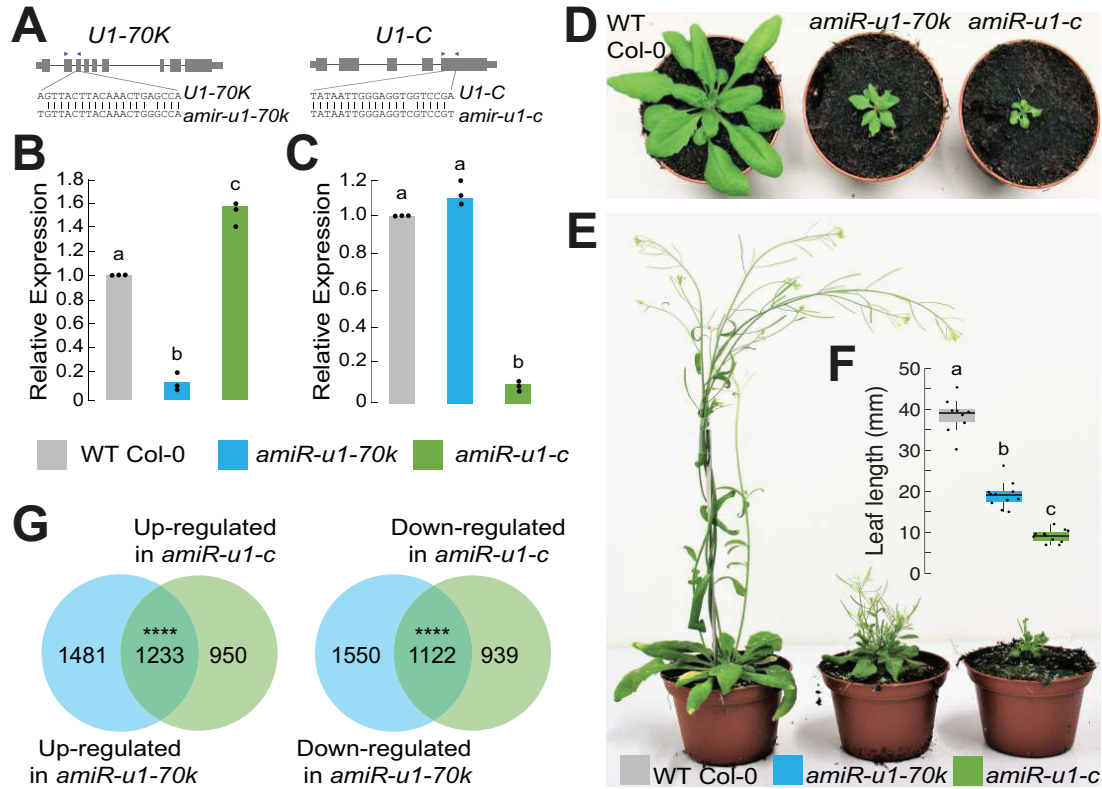 A
U1-70K
AGTTACTTACAAACTGAGCCA U1-70K
TGTTACTTACAAACTGGGCCA amir-u1-70k
U1-C
TATAATTGGGAGGTGGTCCGA U1-C
TATAATTGGGAGGTCGTCCGT amir-u1-c
B
Relative Expression
1.8
1.6
1.4
1.2
1.0
0.8
0.6
0.4
0.2
0
a
b
c
C
Relative Expression
1.2
1.0
0.8
0.6
0.4
0.2
0
a
a
b
WT Col-0
amiR-u1-70k
amiR-u1-c
D
WT
Col-0
amiR-u1-70k
amiR-u1-c
E
F
Leaf length (mm)
50
40
30
20
10
0
a
b
c
WT Col-0
amiR-u1-70k
amiR-u1-c
G
Up-regulated
in amiR-u1-c
1481
****
1233
950
Up-regulated
in amiR-u1-70k
Down-regulated
in amiR-u1-c
1550
****
1122
939
Down-regulated
in amiR-u1-70k